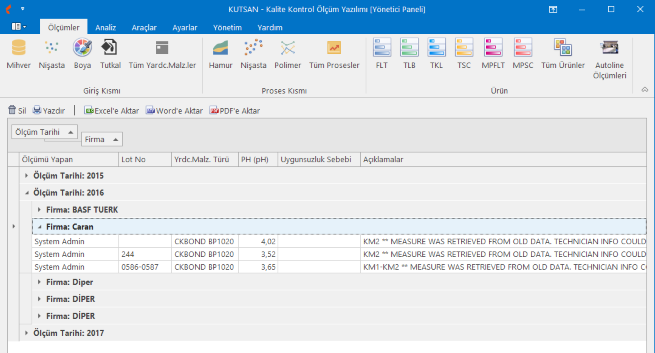 KUTSAN - Kalite Kontrol Ölçüm Yazılımı [Yönetici Paneli]
Ölçümler Analiz Araçlar Ayarlar Yönetim Yardım
Mihver Nişasta Boya Tutkal Tüm Yardc.Malz.ler Hamur Nişasta Polimer Tüm Prosesler FLT TLB TKL TSC MPFLT MPSC Tüm Ürünler Autoline Ölçümleri
Giriş Kısmı Proses Kısmı Ürün
Sil Yazdır Excel'e Aktar Word'e Aktar PDF'e Aktar
Ölçüm Tarihi
Firma
Ölçümü Yapan Lot No Yrdc.Malz. Türü PH (pH) Uygunsuzluk Sebebi Açıklamalar
Ölçüm Tarihi: 2015
Ölçüm Tarihi: 2016
Firma: BASF TUERK
Firma: Caran
System Admin CKBOND BP1020 4,02 KM2 ** MEASURE WAS RETRIEVED FROM OLD DATA. TECHNICIAN INFO COULD
System Admin 244 CKBOND BP1020 3,52 KM2 ** MEASURE WAS RETRIEVED FROM OLD DATA. TECHNICIAN INFO COULD
System Admin 0586-0587 CKBOND BP1020 3,65 KM1-KM2 ** MEASURE WAS RETRIEVED FROM OLD DATA. TECHNICIAN INFO C
Firma: Diper
Firma: DIPER
Firma: DİPER
Ölçüm Tarihi: 2017